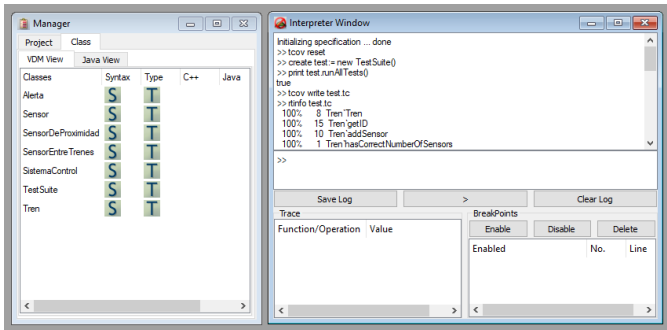 Manager
Project Class
VDM View Java View
Classes Syntax Type C++ Java
Alerta S T
Sensor S T
SensorDeProximidad S T
SensorEntreTrenes S T
SistemaControl S T
TestSuite S T
Tren S T
Interpreter Window
Initializing specification ... done
>> tcov reset
>> create test:= new TestSuite()
>> print test.runAllTests()
true
>> tcov write test.tc
>> rtinfo test.tc
100% 8 Tren`Tren
100% 15 Tren`getID
100% 10 Tren`addSensor
100% 1 Tren`hasCorrectNumberOfSensors
>>
Save Log > Clear Log
Trace
Function/Operation Value
BreakPoints
Enable Disable Delete
Enabled No. Line